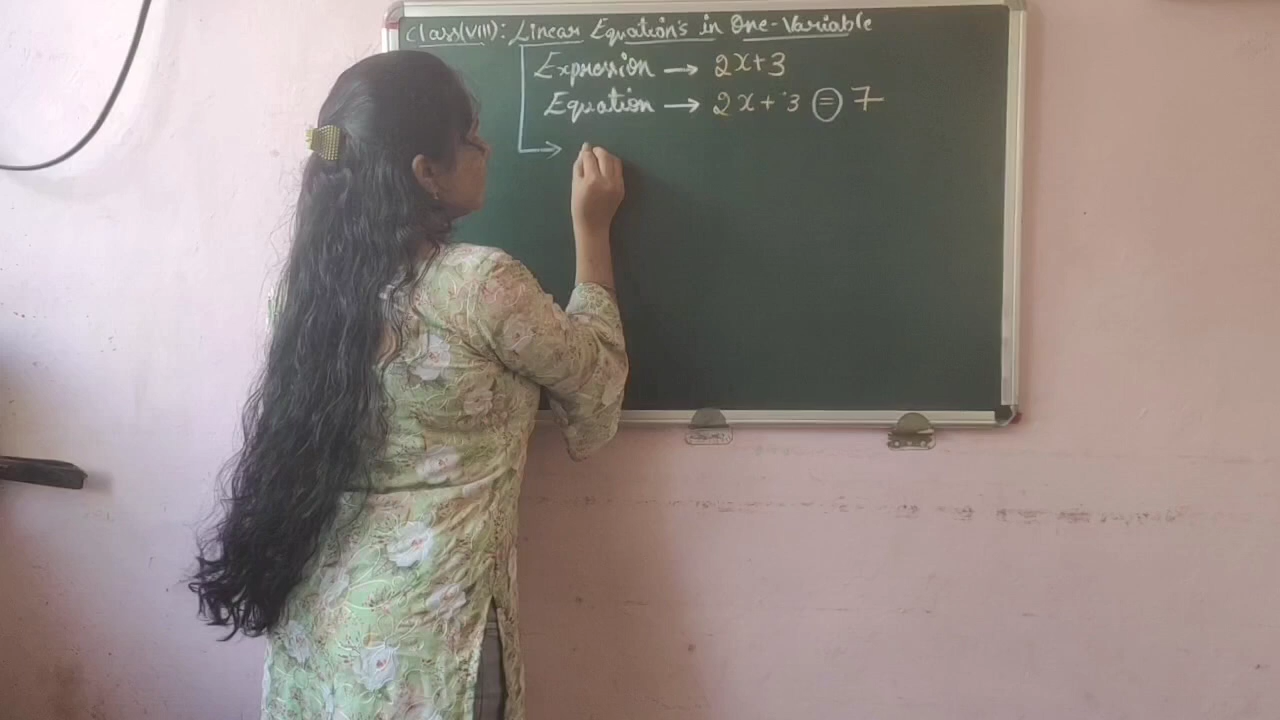 Class(VIII): Linear Equation's in One-Variable
Expression → 2x+3
Equation → 2x+3 = 7